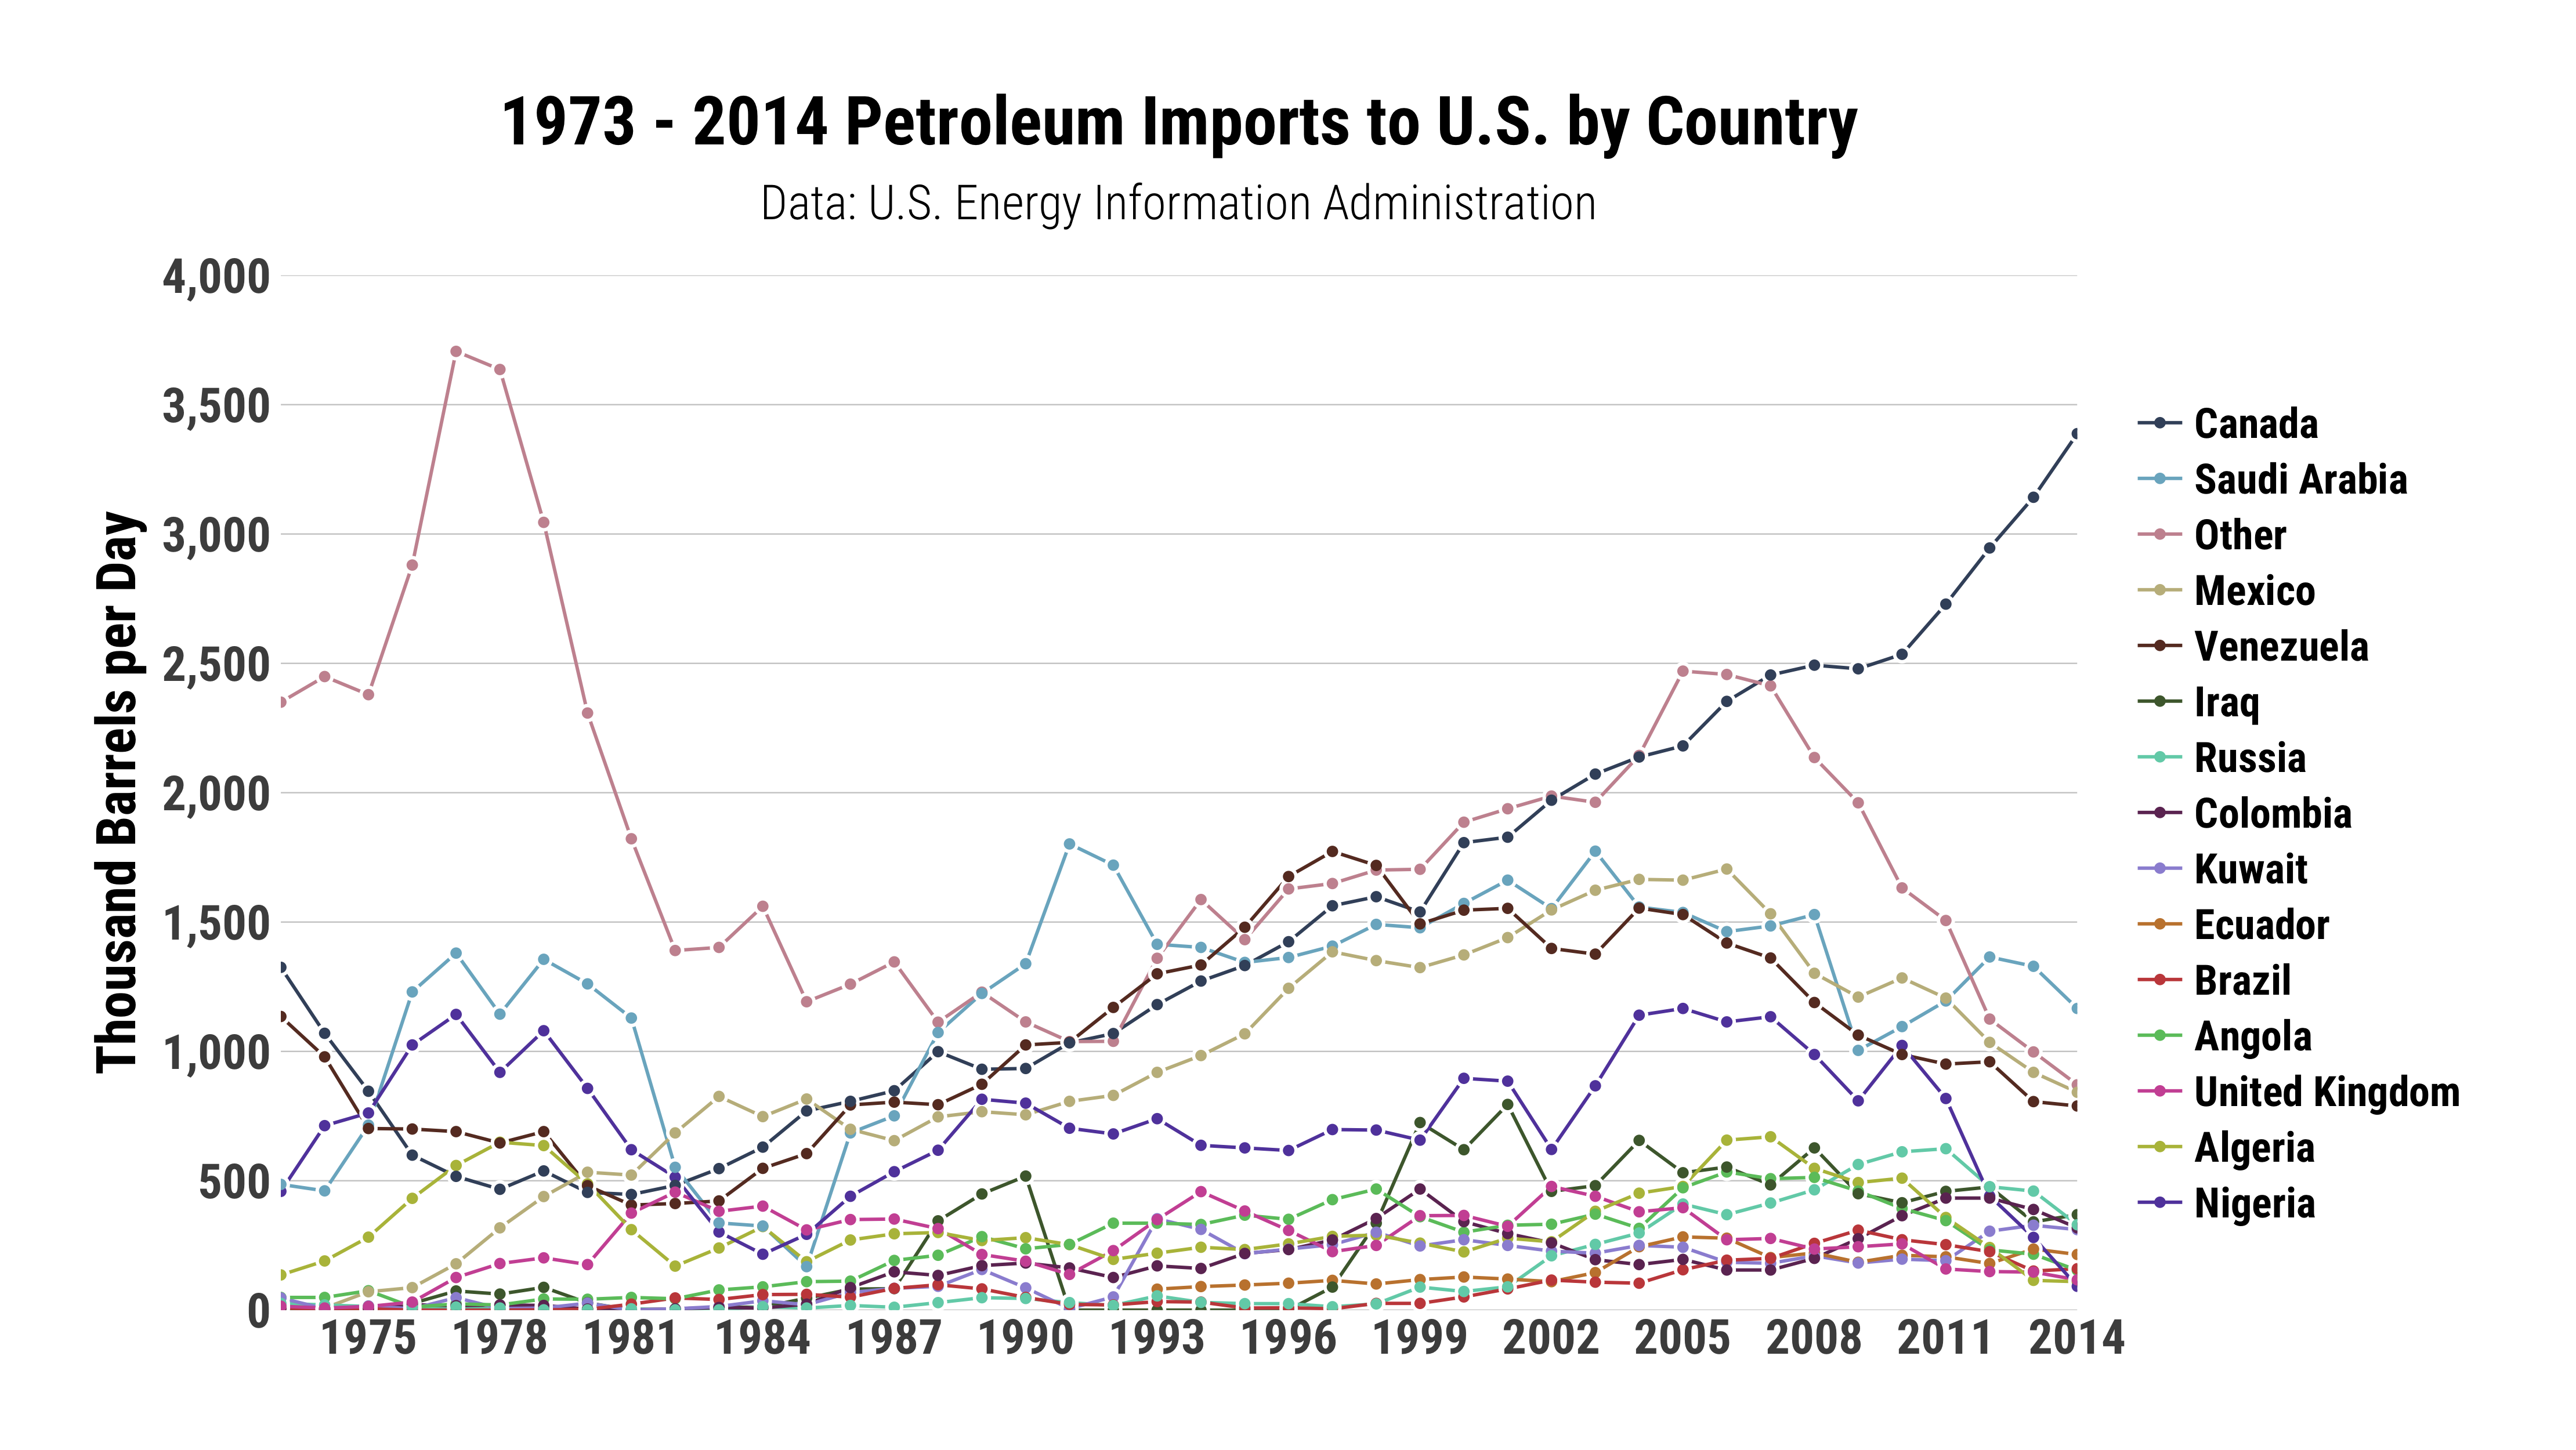 1973 - 2014 Petroleum Imports to U.S. by Country
Data: U.S. Energy Information Administration
Thousand Barrels per Day
4,000
3,500
3,000
2,500
2,000
1,500
1,000
500
0
1975 1978 1981 1984 1987 1990 1993 1996 1999 2002 2005 2008 2011 2014
Canada
Saudi Arabia
Other
Mexico
Venezuela
Iraq
Russia
Colombia
Kuwait
Ecuador
Brazil
Angola
United Kingdom
Algeria
Nigeria